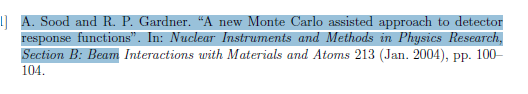 1] A. Sood and R. P. Gardner. “A new Monte Carlo assisted approach to detector
response functions”. In: Nuclear Instruments and Methods in Physics Research,
Section B: Beam Interactions with Materials and Atoms 213 (Jan. 2004), pp. 100–
104.